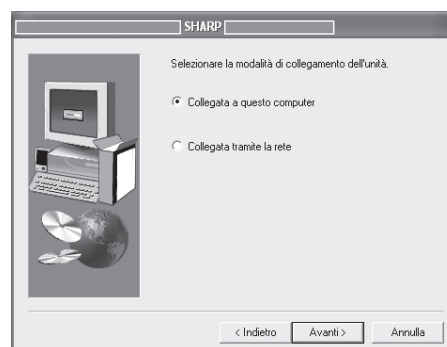 SHARP
Selezionare la modalità di collegamento dell'unità.
Collegata a questo computer
Collegata tramite la rete
< Indietro
Avanti >
Annulla